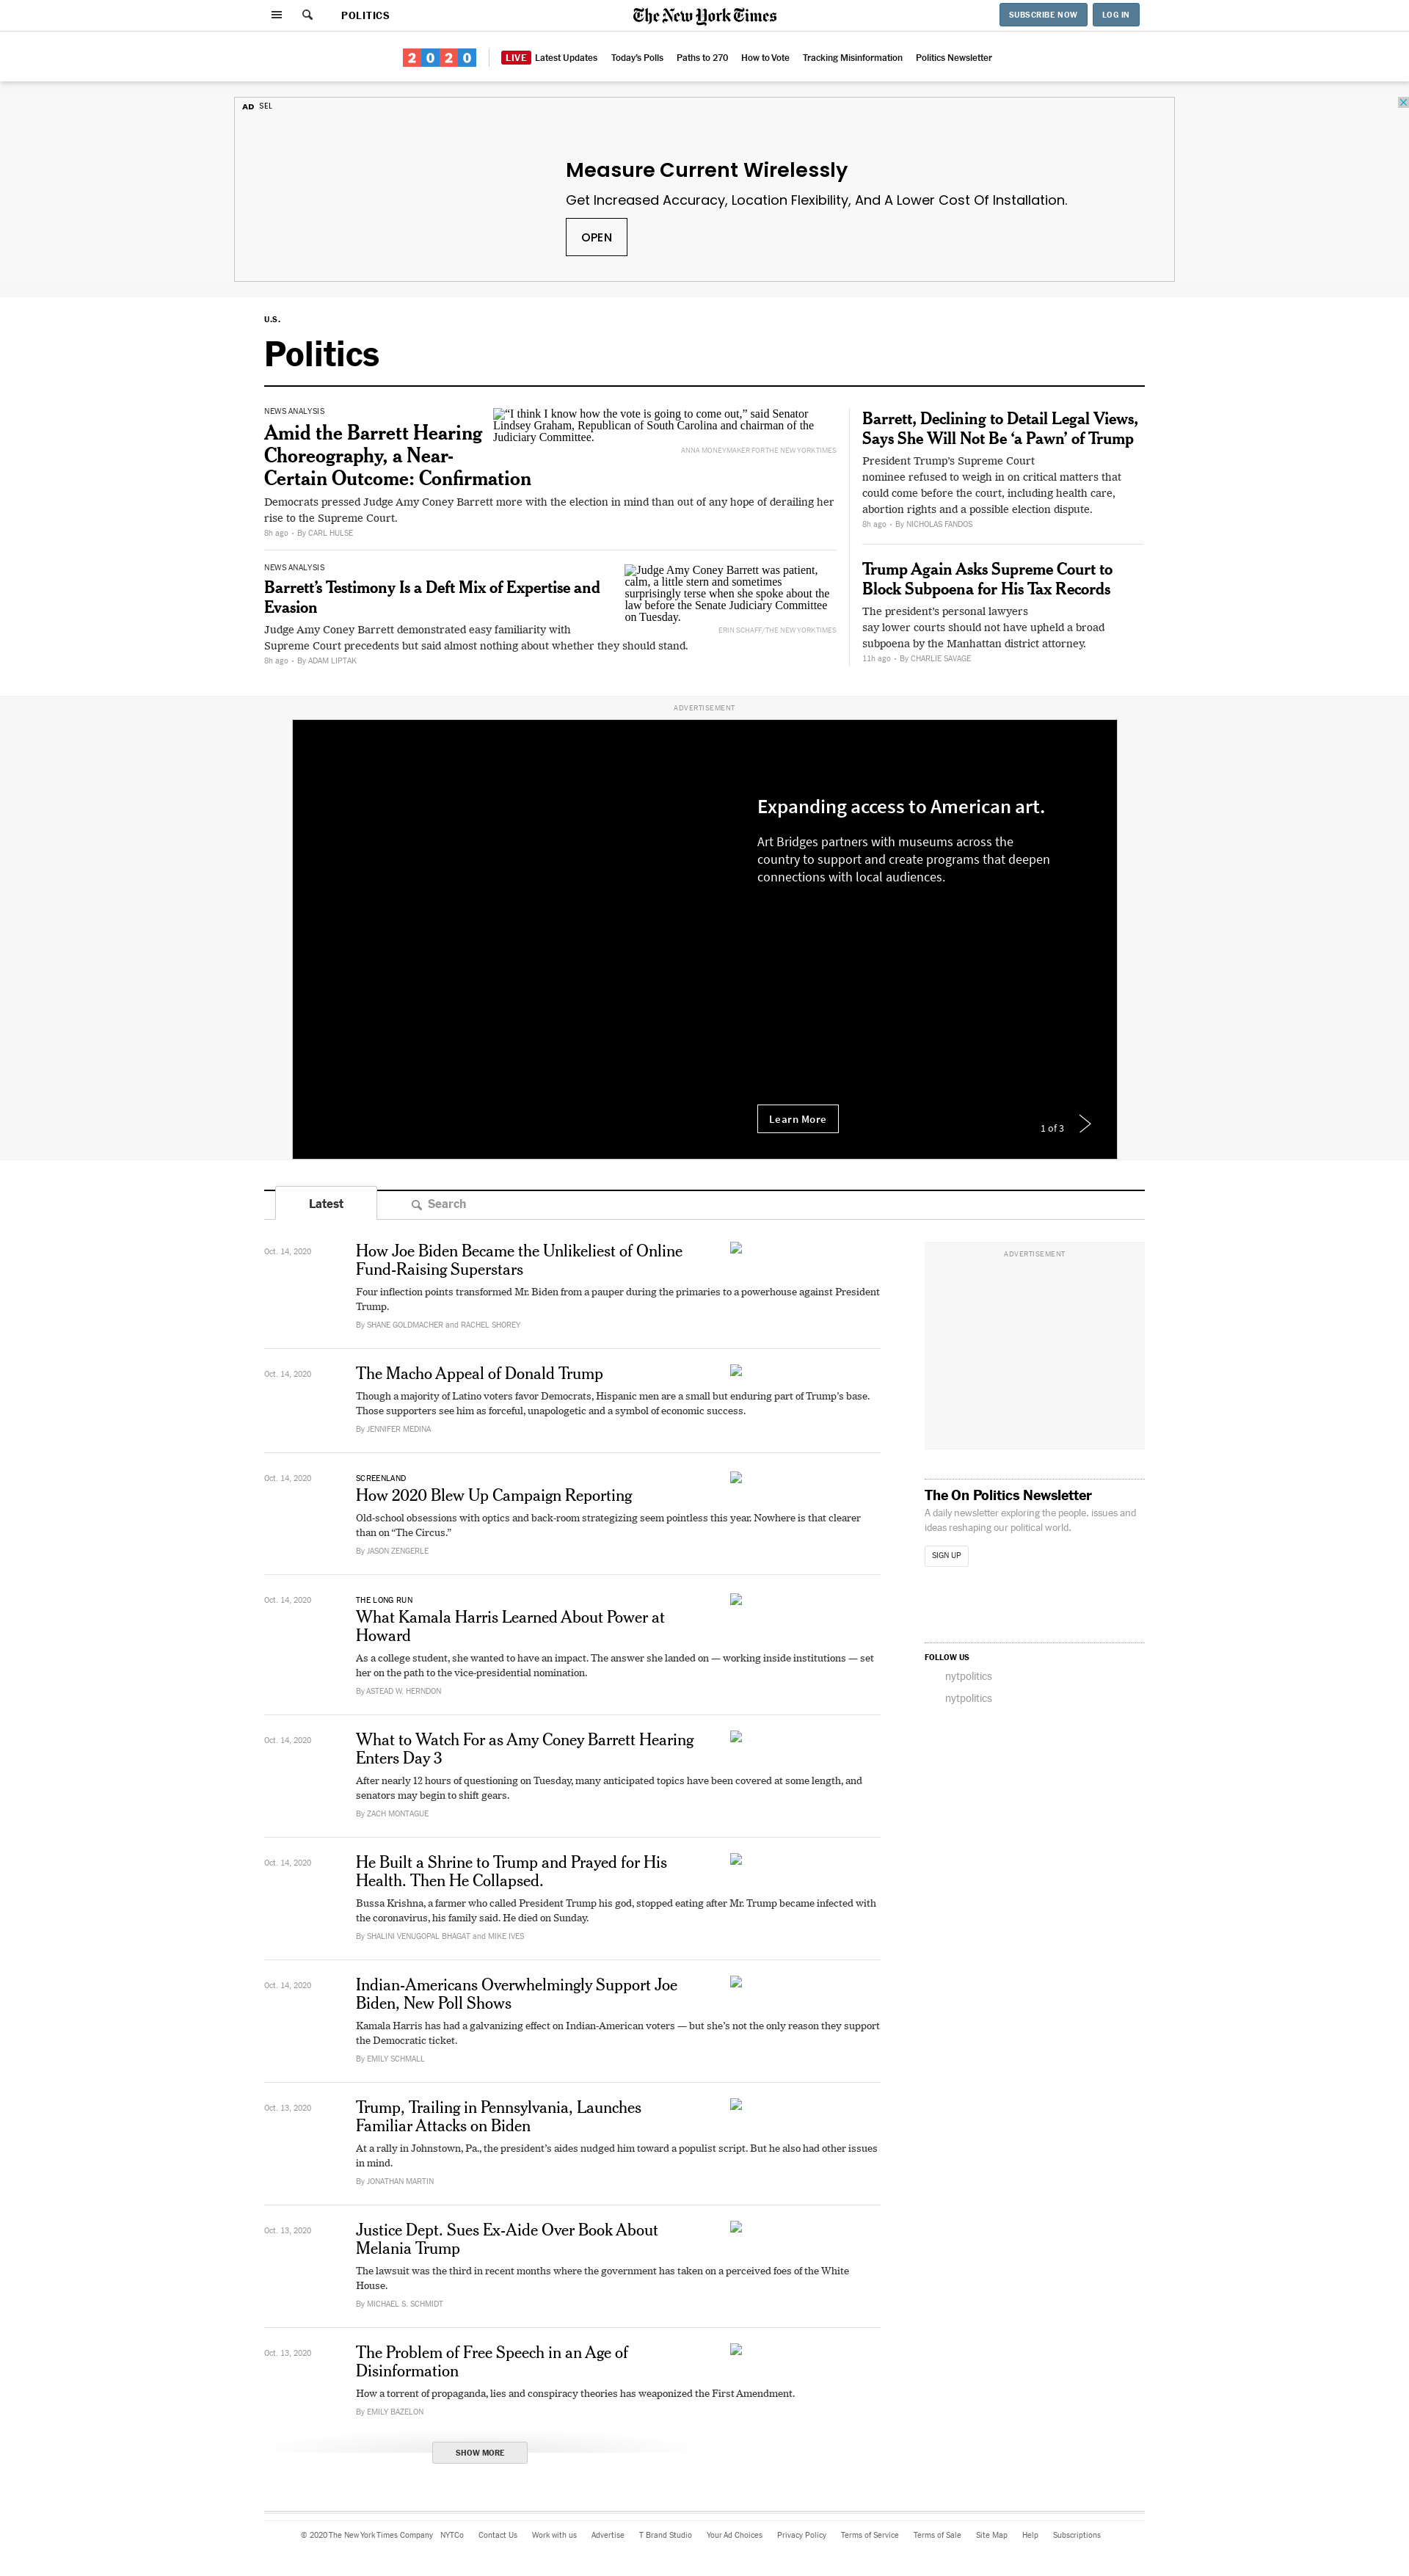 POLITICS
The New York Times
SUBSCRIBE NOW
LOG IN
2020
LIVE Latest Updates
Today's Polls
Paths to 270
How to Vote
Tracking Misinformation
Politics Newsletter
AD SEL
Measure Current Wirelessly
Get Increased Accuracy, Location Flexibility, And A Lower Cost Of Installation.
OPEN
U.S.
Politics
NEWS ANALYSIS
Amid the Barrett Hearing
Choreography, a Near-
Certain Outcome: Confirmation
“I think I know how the vote is going to come out,” said Senator
Lindsey Graham, Republican of South Carolina and chairman of the
Judiciary Committee.
ANNA MONEYMAKER FOR THE NEW YORK TIMES
Democrats pressed Judge Amy Coney Barrett more with the election in mind than out of any hope of derailing her
rise to the Supreme Court.
8h ago • By CARL HULSE
NEWS ANALYSIS
Barrett’s Testimony Is a Deft Mix of Expertise and
Evasion
Judge Amy Coney Barrett was patient,
calm, a little stern and sometimes
surprisingly terse when she spoke about the
law before the Senate Judiciary Committee
on Tuesday.
ERIN SCHAFF/THE NEW YORK TIMES
Judge Amy Coney Barrett demonstrated easy familiarity with
Supreme Court precedents but said almost nothing about whether they should stand.
8h ago • By ADAM LIPTAK
Barrett, Declining to Detail Legal Views,
Says She Will Not Be ‘a Pawn’ of Trump
President Trump’s Supreme Court
nominee refused to weigh in on critical matters that
could come before the court, including health care,
abortion rights and a possible election dispute.
8h ago • By NICHOLAS FANDOS
Trump Again Asks Supreme Court to
Block Subpoena for His Tax Records
The president’s personal lawyers
say lower courts should not have upheld a broad
subpoena by the Manhattan district attorney.
11h ago • By CHARLIE SAVAGE
ADVERTISEMENT
Expanding access to American art.
Art Bridges partners with museums across the
country to support and create programs that deepen
connections with local audiences.
Learn More
1 of 3
Latest
Search
Oct. 14, 2020
How Joe Biden Became the Unlikeliest of Online
Fund-Raising Superstars
Four inflection points transformed Mr. Biden from a pauper during the primaries to a powerhouse against President
Trump.
By SHANE GOLDMACHER and RACHEL SHOREY
Oct. 14, 2020
The Macho Appeal of Donald Trump
Though a majority of Latino voters favor Democrats, Hispanic men are a small but enduring part of Trump’s base.
Those supporters see him as forceful, unapologetic and a symbol of economic success.
By JENNIFER MEDINA
Oct. 14, 2020
SCREENLAND
How 2020 Blew Up Campaign Reporting
Old-school obsessions with optics and back-room strategizing seem pointless this year. Nowhere is that clearer
than on “The Circus.”
By JASON ZENGERLE
Oct. 14, 2020
THE LONG RUN
What Kamala Harris Learned About Power at
Howard
As a college student, she wanted to have an impact. The answer she landed on — working inside institutions — set
her on the path to the vice-presidential nomination.
By ASTEAD W. HERNDON
Oct. 14, 2020
What to Watch For as Amy Coney Barrett Hearing
Enters Day 3
After nearly 12 hours of questioning on Tuesday, many anticipated topics have been covered at some length, and
senators may begin to shift gears.
By ZACH MONTAGUE
Oct. 14, 2020
He Built a Shrine to Trump and Prayed for His
Health. Then He Collapsed.
Bussa Krishna, a farmer who called President Trump his god, stopped eating after Mr. Trump became infected with
the coronavirus, his family said. He died on Sunday.
By SHALINI VENUGOPAL BHAGAT and MIKE IVES
Oct. 14, 2020
Indian-Americans Overwhelmingly Support Joe
Biden, New Poll Shows
Kamala Harris has had a galvanizing effect on Indian-American voters — but she’s not the only reason they support
the Democratic ticket.
By EMILY SCHMALL
Oct. 13, 2020
Trump, Trailing in Pennsylvania, Launches
Familiar Attacks on Biden
At a rally in Johnstown, Pa., the president’s aides nudged him toward a populist script. But he also had other issues
in mind.
By JONATHAN MARTIN
Oct. 13, 2020
Justice Dept. Sues Ex-Aide Over Book About
Melania Trump
The lawsuit was the third in recent months where the government has taken on a perceived foes of the White
House.
By MICHAEL S. SCHMIDT
Oct. 13, 2020
The Problem of Free Speech in an Age of
Disinformation
How a torrent of propaganda, lies and conspiracy theories has weaponized the First Amendment.
By EMILY BAZELON
SHOW MORE
ADVERTISEMENT
The On Politics Newsletter
A daily newsletter exploring the people, issues and
ideas reshaping our political world.
SIGN UP
FOLLOW US
nytpolitics
nytpolitics
© 2020 The New York Times Company
NYTCo
Contact Us
Work with us
Advertise
T Brand Studio
Your Ad Choices
Privacy Policy
Terms of Service
Terms of Sale
Site Map
Help
Subscriptions